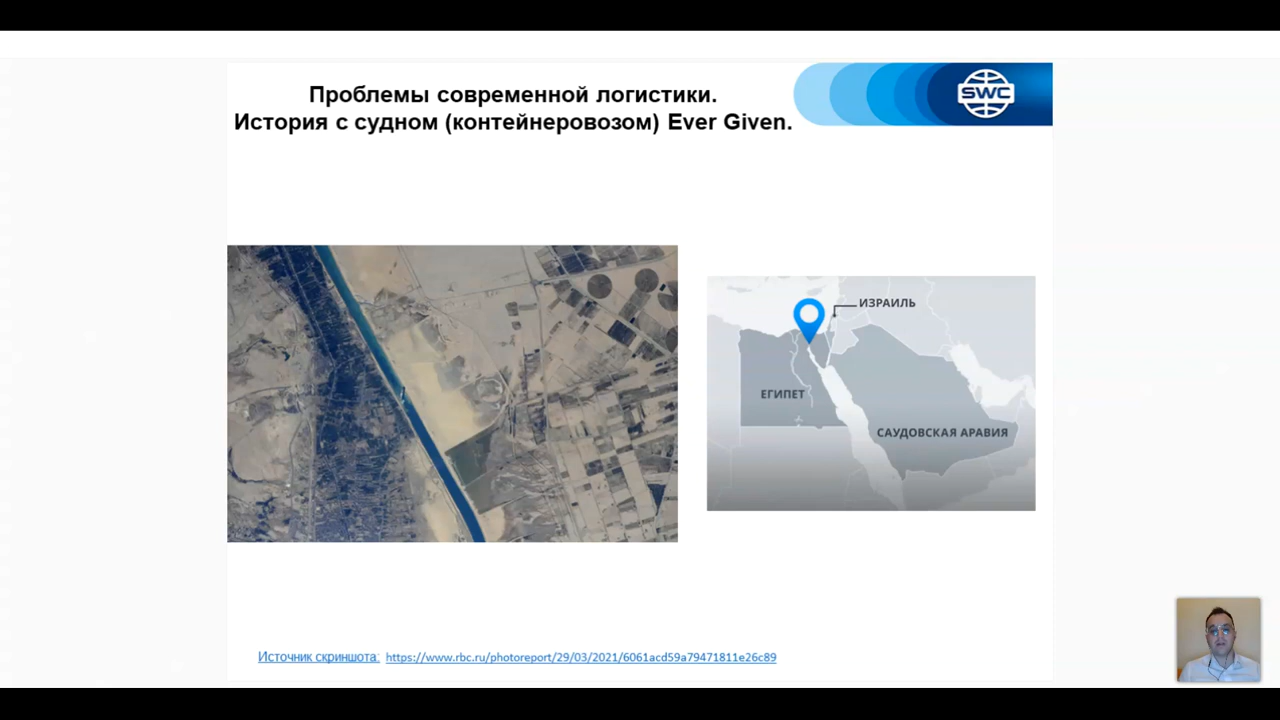 Проблемы современной логистики.
История с судном (контейнеровозом) Ever Given.
SWC
ИЗРАИЛЬ
ЕГИПЕТ
САУДОВСКАЯ АРАВИЯ
Источник скриншота: https://www.rbc.ru/photoreport/29/03/2021/6061acd59a79471811e26c89